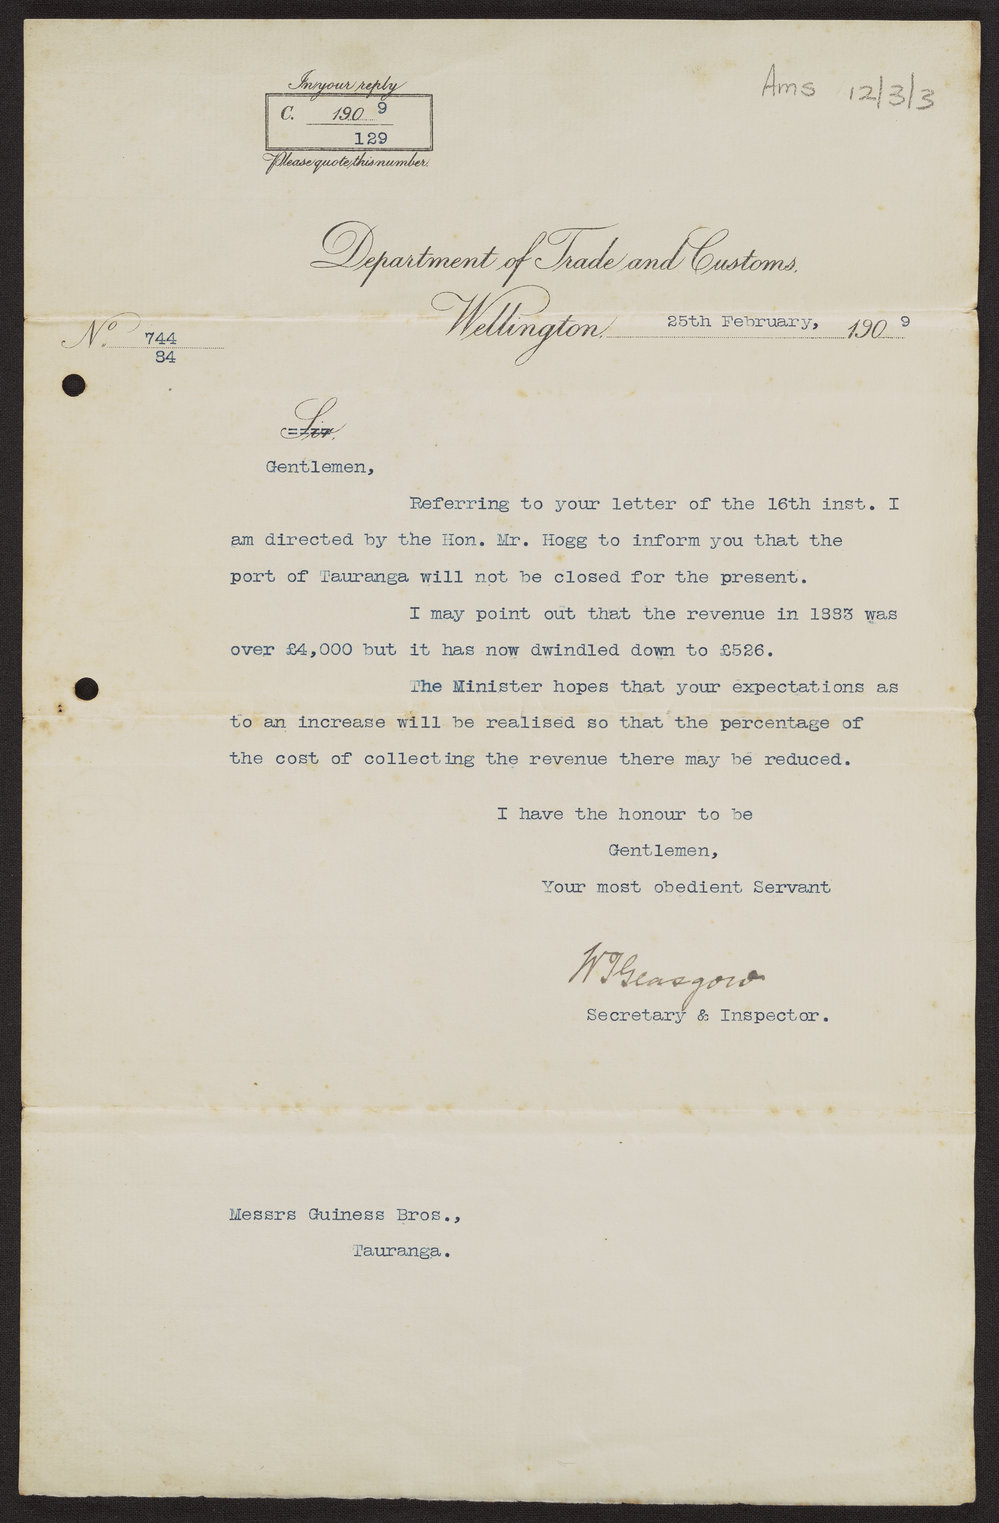 Ams 12/3/3
In your reply
C. 1909
129
Please quote this number.
Department of Trade and Customs,
Wellington, 25th February, 1909
No. 744
84
Sir,
Gentlemen,
Referring to your letter of the 16th inst. I
am directed by the Hon. Mr. Hogg to inform you that the
port of Tauranga will not be closed for the present.
I may point out that the revenue in 1883 was
over £4,000 but it has now dwindled down to £526.
The Minister hopes that your expectations as
to an increase will be realised so that the percentage of
the cost of collecting the revenue there may be reduced.
I have the honour to be
Gentlemen,
Your most obedient Servant
WTGlasgow
Secretary & Inspector.
Messrs Guiness Bros.,
Tauranga.